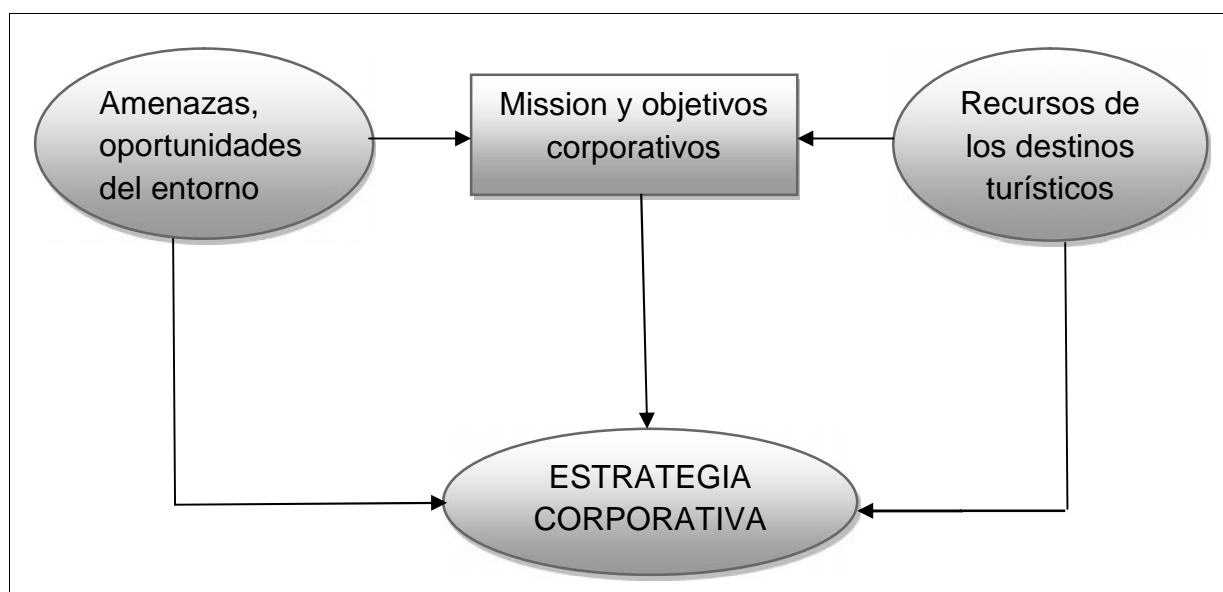 Amenazas,
oportunidades
del entorno
Mission y objetivos
corporativos
Recursos de
los destinos
turísticos
ESTRATEGIA
CORPORATIVA